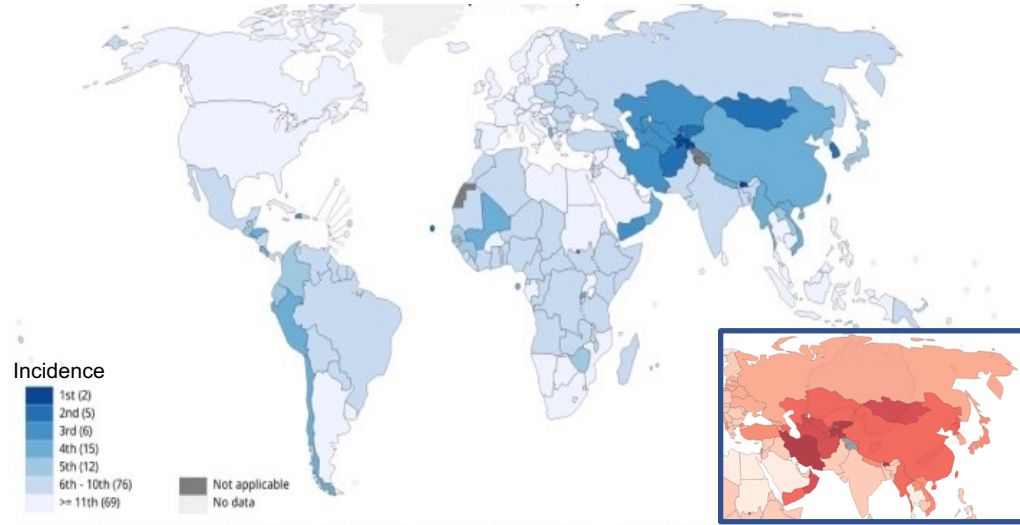 Incidence
1st (2)
2nd (5)
3rd (6)
4th (15)
5th (12)
6th - 10th (76)
>= 11th (69)
Not applicable
No data